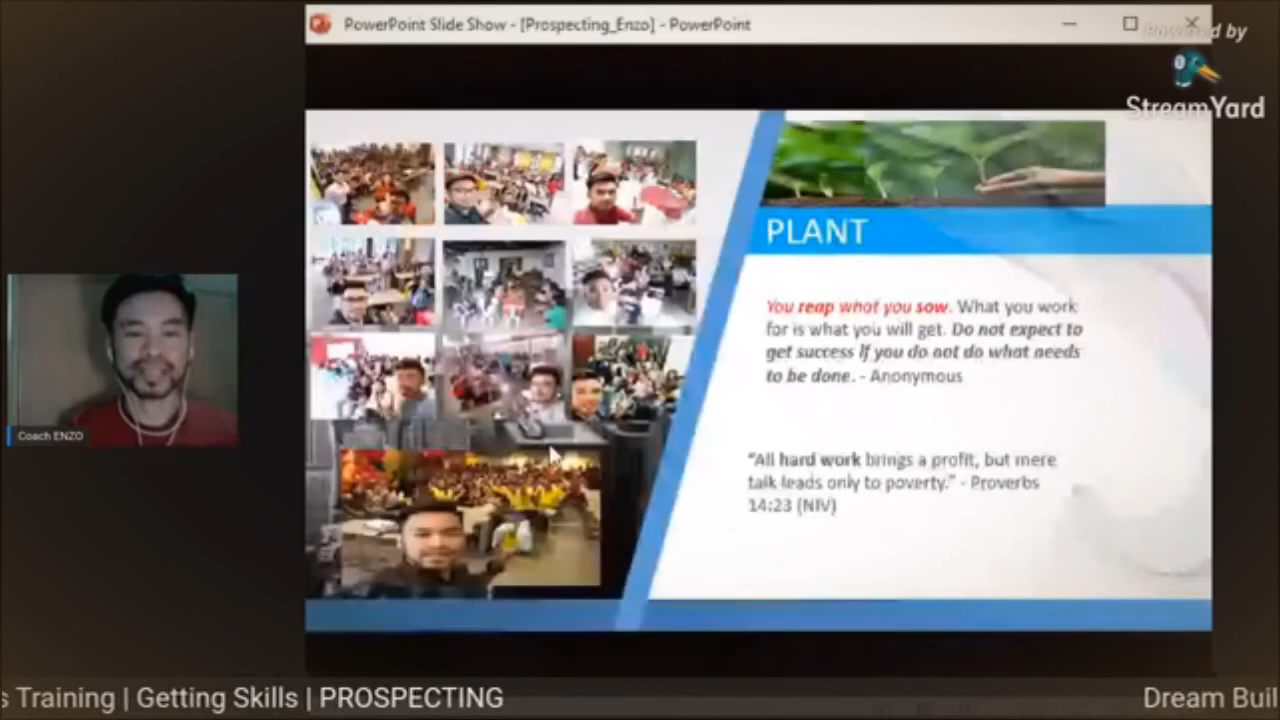 PowerPoint Slide Show - [Prospecting_Enzo] - PowerPoint
Powered by
StreamYard
PLANT
You reap what you sow. What you work
for is what you will get. Do not expect to
get success If you do not do what needs
to be done. - Anonymous
“All hard work brings a profit, but mere
talk leads only to poverty.” - Proverbs
14:23 (NIV)
Coach ENZO
s Training | Getting Skills | PROSPECTING
Dream Buil